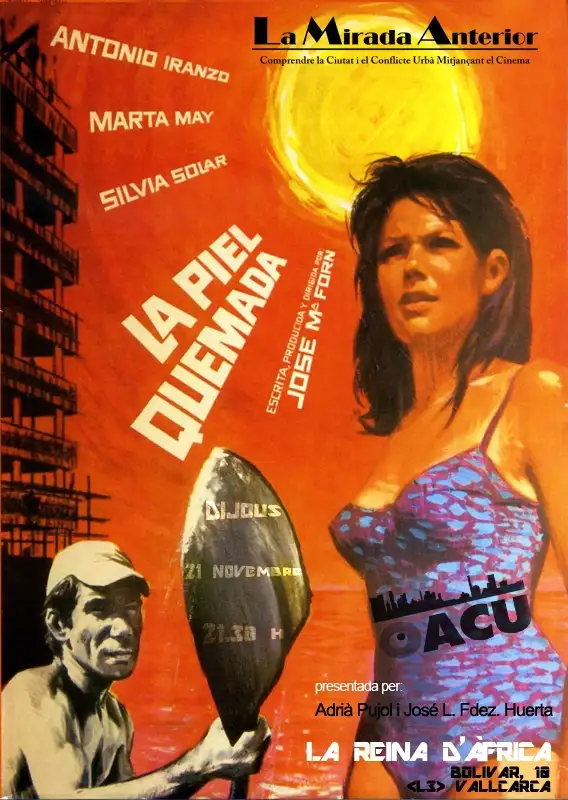 La Mirada Anterior
Comprendre la Ciutat i el Conflicte Urbà Mitjançant el Cinema
ANTONIO IRANZO
MARTA MAY
SILVIA SOLAR
LA PIEL
QUEMADA
ESCRITA, PRODUCIDA Y DIRIGIDA POR:
JOSE Mª FORN
DIJOUS
21 NOVEMBRE
21.30 H
OACU
presentada per:
Adrià Pujol i José L. Fdez. Huerta
LA REINA D'ÀFRICA
BOLIVAR, 10
<L3> VALLCARCA